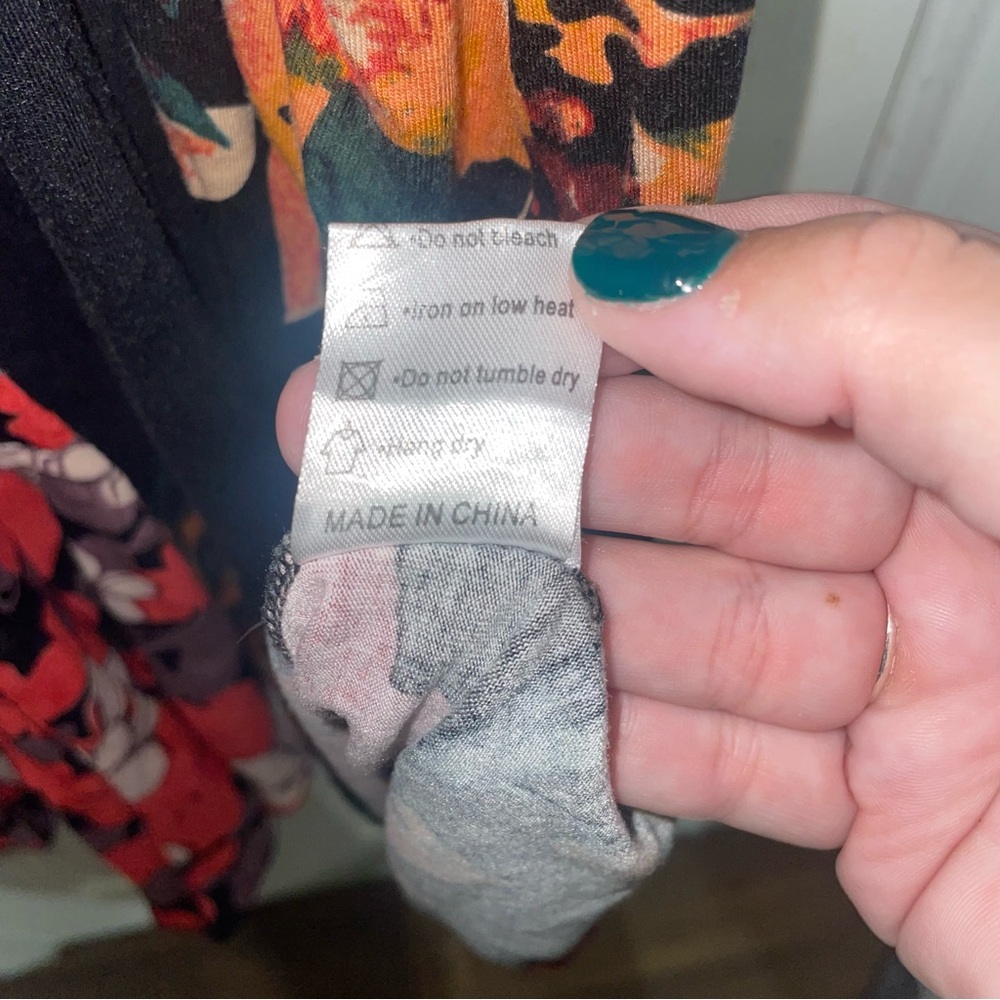 •Do not bleach
•Iron on low heat
•Do not tumble dry
•Hang dry
MADE IN CHINA